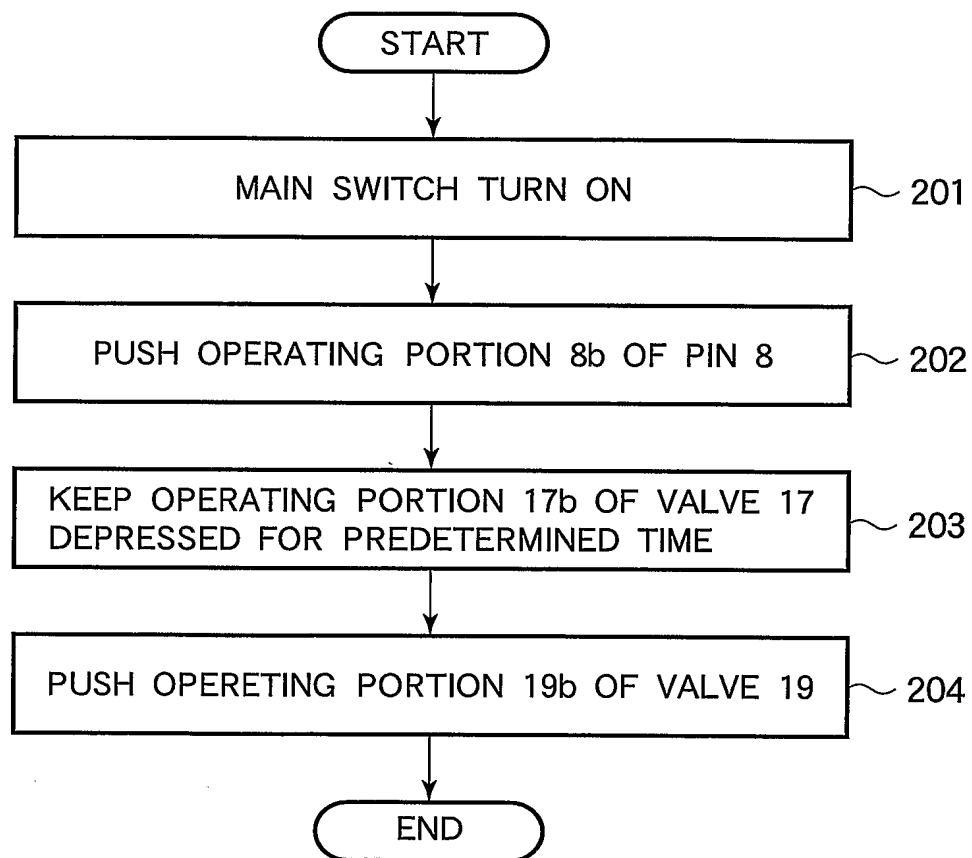 START
MAIN SWITCH TURN ON
201
PUSH OPERATING PORTION 8b OF PIN 8
202
KEEP OPERATING PORTION 17b OF VALVE 17
DEPRESSED FOR PREDETERMINED TIME
203
PUSH OPERETING PORTION 19b OF VALVE 19
204
END